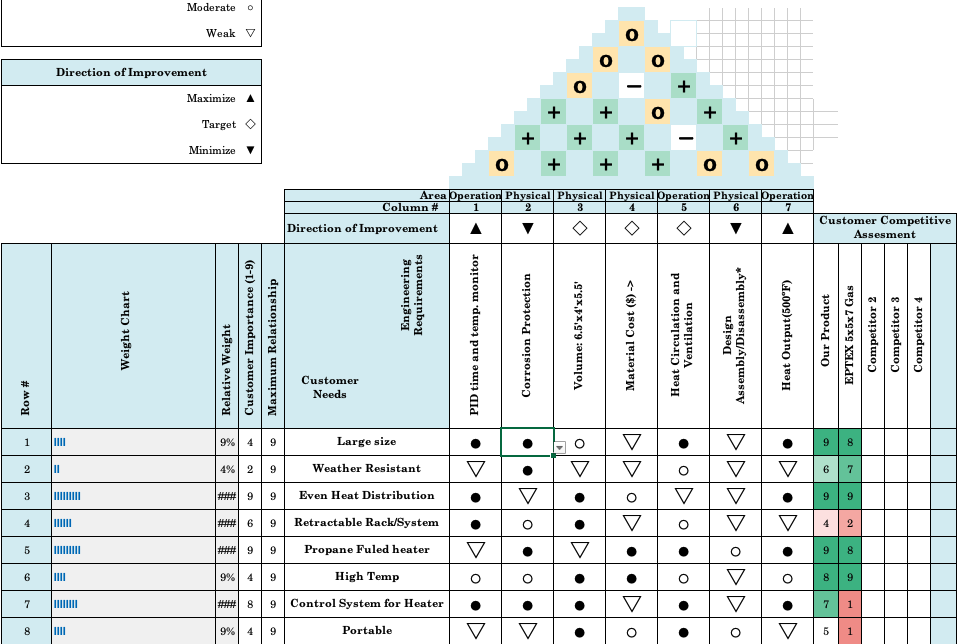 Moderate ○
Weak ▽
Direction of Improvement
Maximize ▲
Target ◇
Minimize ▼
o
o o
o − +
+ + o +
+ + + − +
o + + + o o
Area Operation Physical Physical Physical Operation Physical Operation
Column # 1 2 3 4 5 6 7
Direction of Improvement ▲ ▼ ◇ ◇ ◇ ▼ ▲
Customer Competitive
Assesment
Row #
Weight Chart
Relative Weight
Customer Importance (1-9)
Maximum Relationship
Engineering
Requirements
Customer
Needs
PID time and temp. monitor
Corrosion Protection
Volume: 6.5'x4'x5.5'
Material Cost ($) ->
Heat Circulation and
Ventilation
Design
Assembly/Disassembly*
Heat Output(500°F)
Our Product
EPTEX 5x5x7 Gas
Competitor 2
Competitor 3
Competitor 4
1 IIII 9% 4 9 Large size ● ● ○ ▽ ● ▽ ● 9 8
2 II 4% 2 9 Weather Resistant ▽ ● ▽ ▽ ○ ▽ ▽ 6 7
3 IIIIIIIII ### 9 9 Even Heat Distribution ● ▽ ● ○ ▽ ▽ ● 9 9
4 IIIIII ### 6 9 Retractable Rack/System ● ○ ● ▽ ○ ▽ ▽ 4 2
5 IIIIIIIII ### 9 9 Propane Fuled heater ▽ ● ▽ ● ● ○ ● 9 8
6 IIII 9% 4 9 High Temp ○ ○ ● ● ○ ▽ ○ 8 9
7 IIIIIIII ### 8 9 Control System for Heater ● ● ● ▽ ● ▽ ● 7 1
8 IIII 9% 4 9 Portable ▽ ▽ ● ○ ● ○ ▽ 5 1